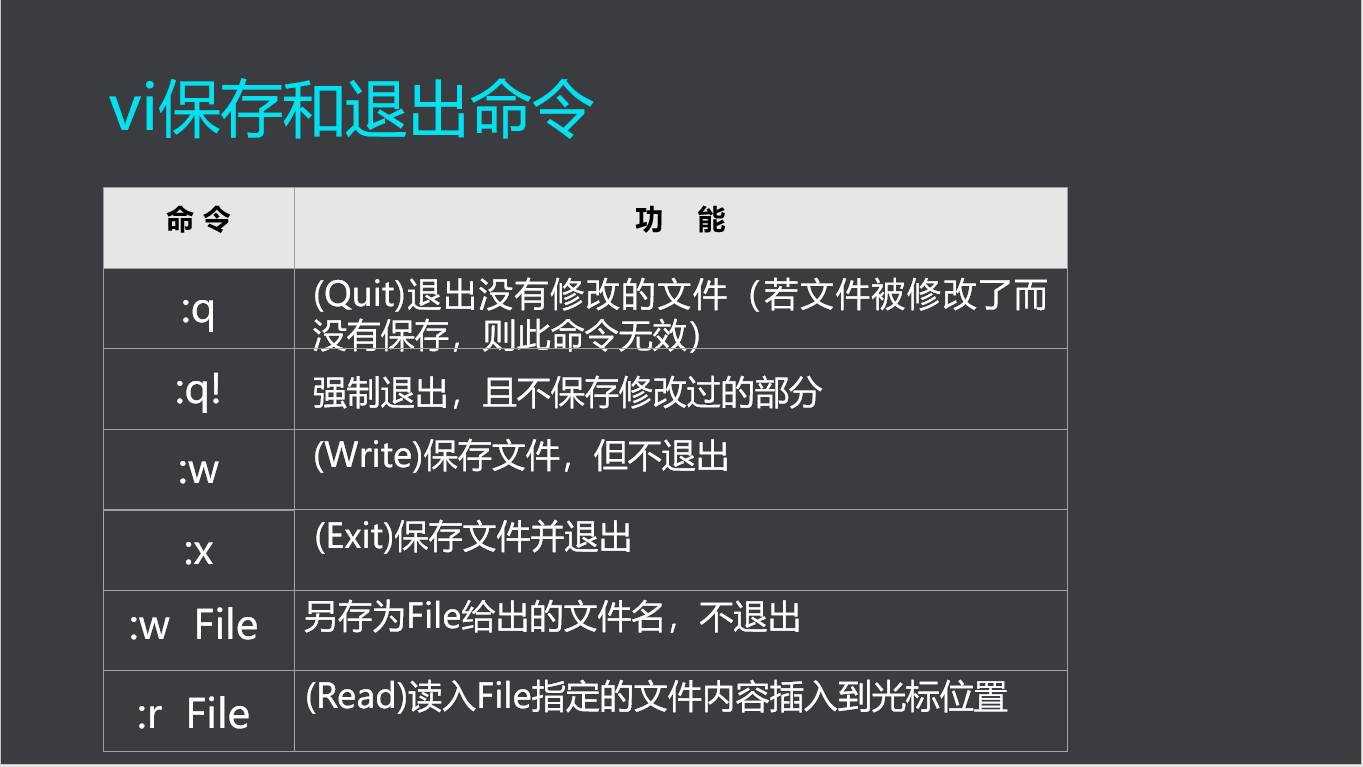 vi保存和退出命令
命 令
功 能
:q
(Quit)退出没有修改的文件（若文件被修改了而
没有保存，则此命令无效）
:q!
强制退出，且不保存修改过的部分
:w
(Write)保存文件，但不退出
:x
(Exit)保存文件并退出
:w File
另存为File给出的文件名，不退出
:r File
(Read)读入File指定的文件内容插入到光标位置